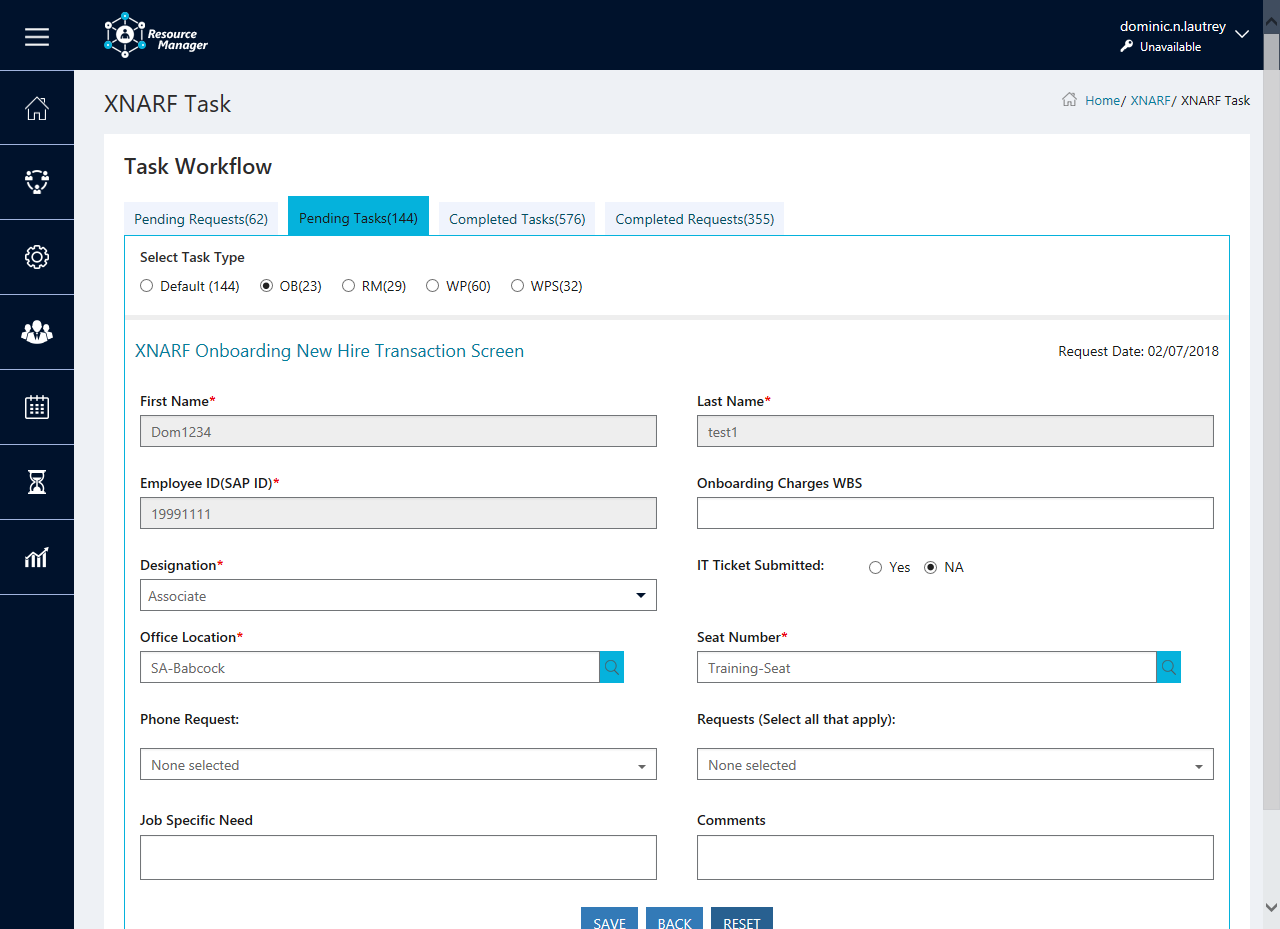 Resource
Manager
dominic.n.lautrey
Unavailable
XNARF Task
Home/ XNARF/ XNARF Task
Task Workflow
Pending Requests(62) Pending Tasks(144) Completed Tasks(576) Completed Requests(355)
Select Task Type
Default (144) OB(23) RM(29) WP(60) WPS(32)
XNARF Onboarding New Hire Transaction Screen Request Date: 02/07/2018
First Name* Last Name*
Dom1234 test1
Employee ID(SAP ID)* Onboarding Charges WBS
19991111
Designation* IT Ticket Submitted: Yes NA
Associate
Office Location* Seat Number*
SA-Babcock Training-Seat
Phone Request: Requests (Select all that apply):
None selected None selected
Job Specific Need Comments
SAVE BACK RESET